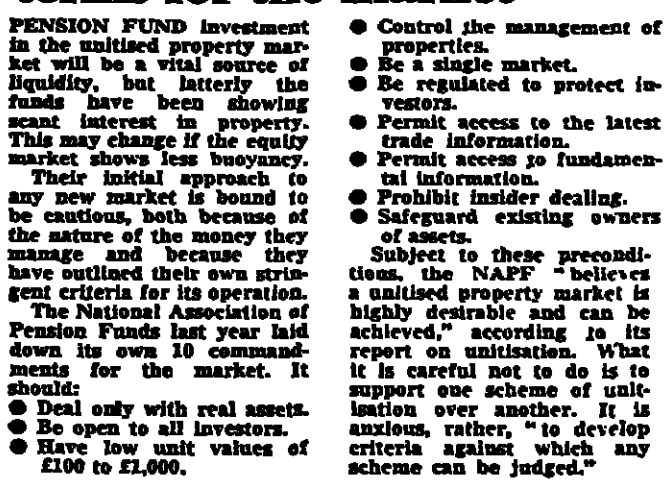 PENSION FUND investment
in the unitised property mar-
ket will be a vital source of
liquidity, but latterly the
funds have been showing
scant interest in property.
This may change if the equity
market shows less buoyancy.
Their initial approach to
any new market is bound to
be cautious, both because of
the nature of the money they
manage and because they
have outlined their own strin-
gent criteria for its operation.
The National Association of
Pension Funds last year laid
down its own 10 command-
ments for the market. It
should:
● Deal only with real assets.
● Be open to all investors.
● Have low unit values of
£100 to £1,000.
● Control the management of
properties.
● Be a single market.
● Be regulated to protect in-
vestors.
● Permit access to the latest
trade information.
● Permit access to fundamen-
tal information.
● Prohibit insider dealing.
● Safeguard existing owners
of assets.
Subject to these precondi-
tions, the NAPF "believes
a unitised property market is
highly desirable and can be
achieved," according to its
report on unitisation. What
it is careful not to do is to
support one scheme of unit-
isation over another. It is
anxious, rather, "to develop
criteria against which any
scheme can be judged."